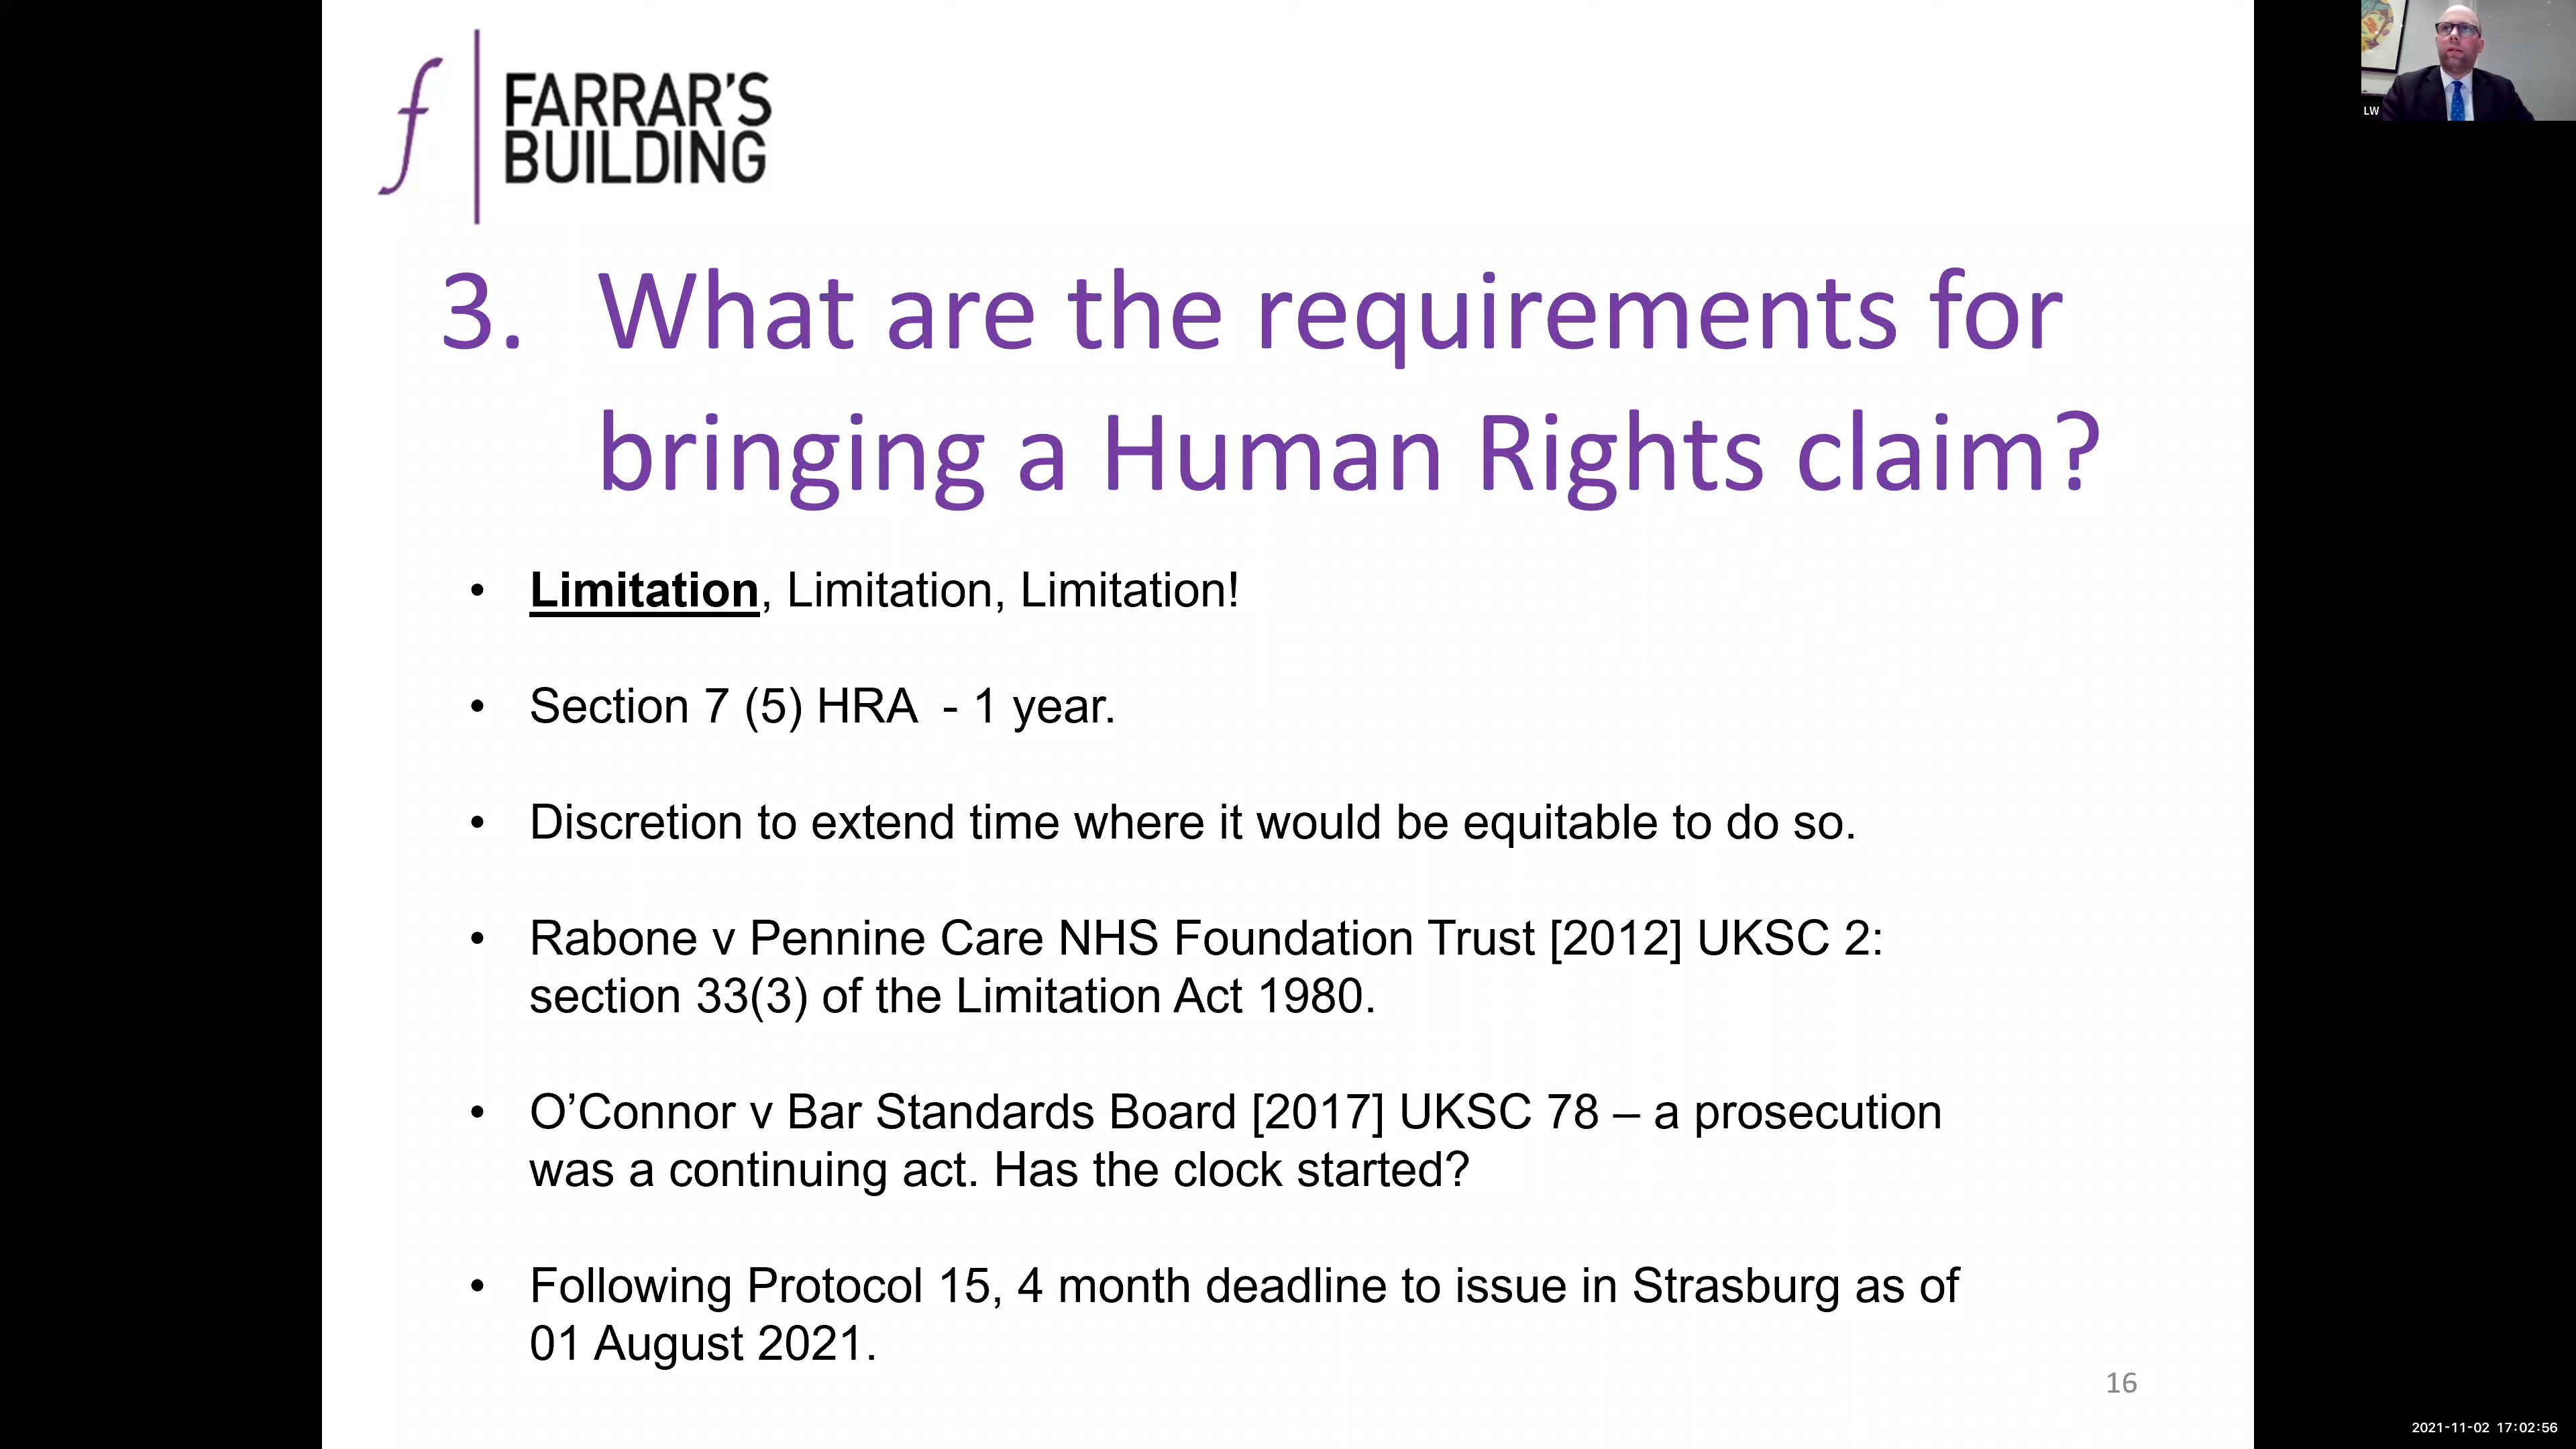 FARRAR'S
BUILDING
LW
3. What are the requirements for
bringing a Human Rights claim?
• Limitation, Limitation, Limitation!
• Section 7 (5) HRA  - 1 year.
• Discretion to extend time where it would be equitable to do so.
• Rabone v Pennine Care NHS Foundation Trust [2012] UKSC 2:
section 33(3) of the Limitation Act 1980.
• O’Connor v Bar Standards Board [2017] UKSC 78 – a prosecution
was a continuing act. Has the clock started?
• Following Protocol 15, 4 month deadline to issue in Strasburg as of
01 August 2021.
16
2021-11-02 17:02:56